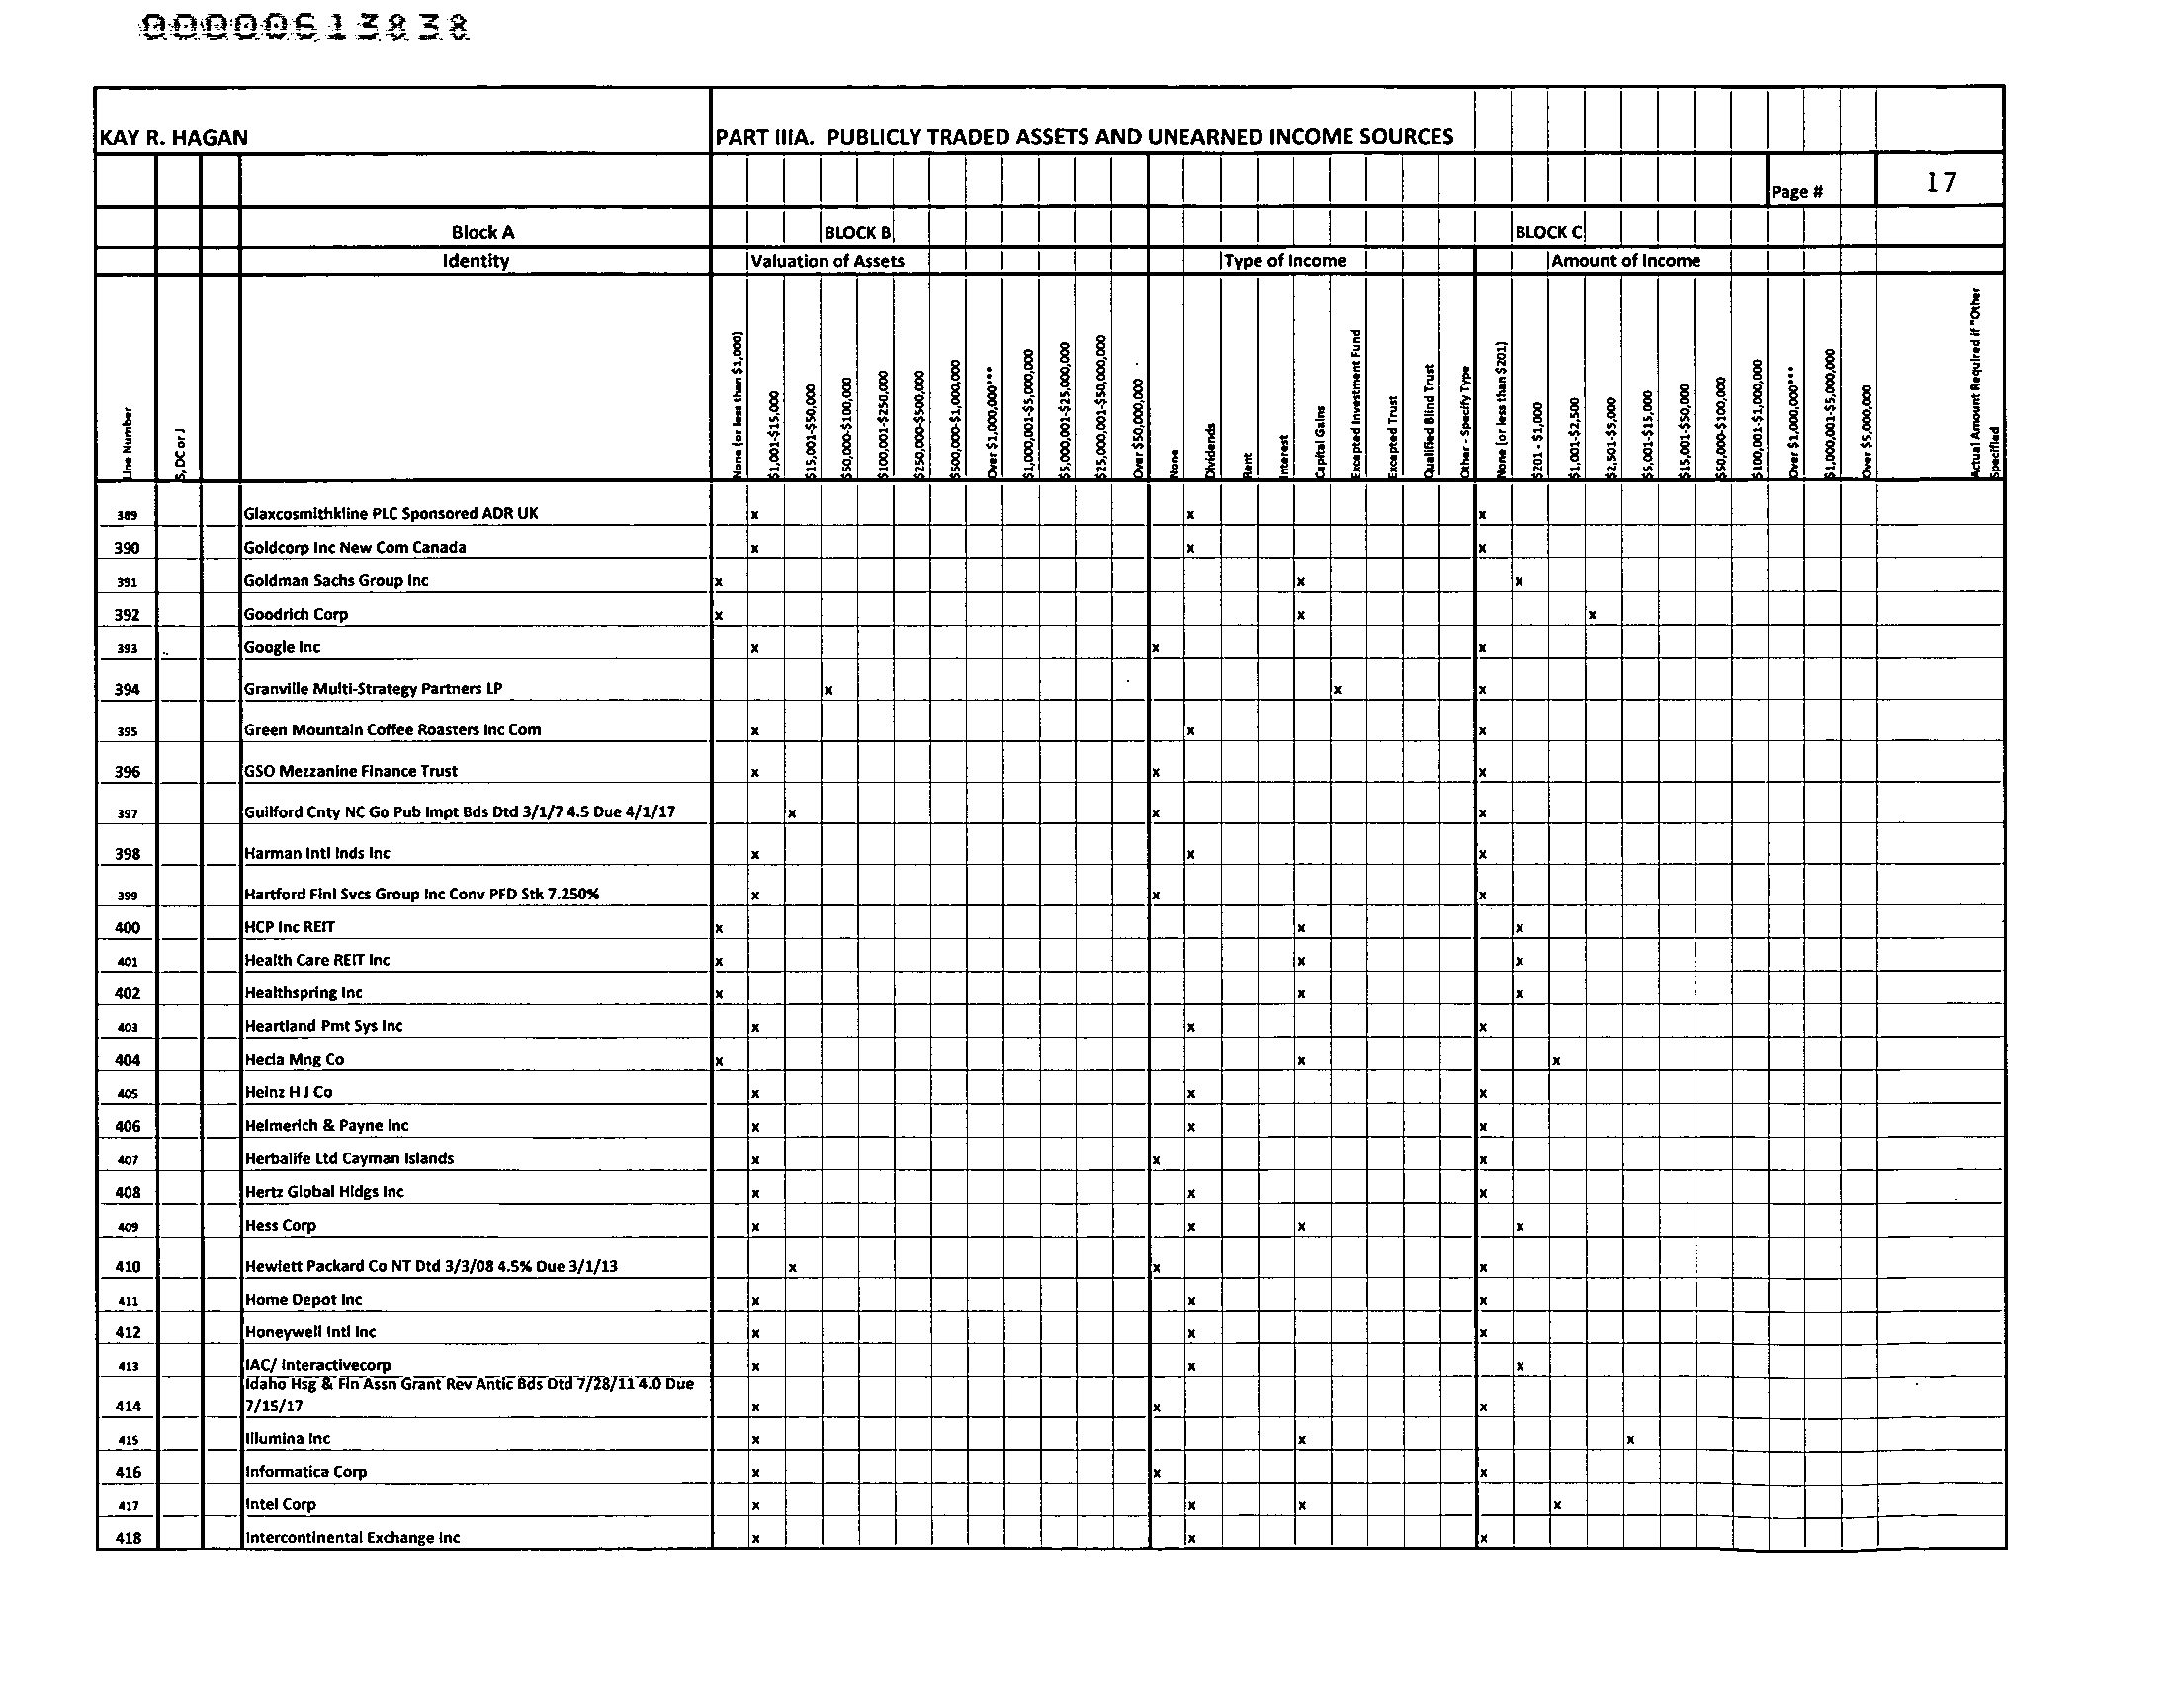 00000613838
KAY R. HAGAN PART IIIA. PUBLICLY TRADED ASSETS AND UNEARNED INCOME SOURCES
Page # 17
Block A BLOCK B BLOCK C
Identity Valuation of Assets Type of Income Amount of Income
Line Number
S, DC or J
None (or less than $1,000)
$1,001-$15,000
$15,001-$50,000
$50,000-$100,000
$100,001-$250,000
$250,000-$500,000
$500,000-$1,000,000
Over $1,000,000***
$1,000,001-$5,000,000
$5,000,001-$25,000,000
$25,000,001-$50,000,000
Over $50,000,000
None
Dividends
Rent
Interest
Capital Gains
Excepted Investment Fund
Excepted Trust
Qualified Blind Trust
Other - Specify Type
None (or less than $201)
$201 - $1,000
$1,001-$2,500
$2,501-$5,000
$5,001-$15,000
$15,001-$50,000
$50,000-$100,000
$100,001-$1,000,000
Over $1,000,000***
$1,000,001-$5,000,000
Over $5,000,000
Actual Amount Required if "Other
Specified
389 Glaxcosmithkline PLC Sponsored ADR UK x x x
390 Goldcorp Inc New Com Canada x x x
391 Goldman Sachs Group Inc x x x
392 Goodrich Corp x x x
393 Google Inc x x x
394 Granville Multi-Strategy Partners LP x x x
395 Green Mountain Coffee Roasters Inc Com x x x
396 GSO Mezzanine Finance Trust x x x
397 Guilford Cnty NC Go Pub Impt Bds Dtd 3/1/7 4.5 Due 4/1/17 x x x
398 Harman Intl Inds Inc x x x
399 Hartford Finl Svcs Group Inc Conv PFD Stk 7.250% x x x
400 HCP Inc REIT x x x
401 Health Care REIT Inc x x x
402 Healthspring Inc x x x
403 Heartland Pmt Sys Inc x x x
404 Hecla Mng Co x x x
405 Heinz H J Co x x x
406 Helmerich & Payne Inc x x x
407 Herbalife Ltd Cayman Islands x x x
408 Hertz Global Hldgs Inc x x x
409 Hess Corp x x x x
410 Hewlett Packard Co NT Dtd 3/3/08 4.5% Due 3/1/13 x x x
411 Home Depot Inc x x x
412 Honeywell Intl Inc x x x
413 IAC/ Interactivecorp x x x
Idaho Hsg & Fin Assn Grant Rev Antic Bds Dtd 7/28/11 4.0 Due
414 7/15/17 x x x
415 Illumina Inc x x x
416 Informatica Corp x x x
417 Intel Corp x x x x
418 Intercontinental Exchange Inc x x x